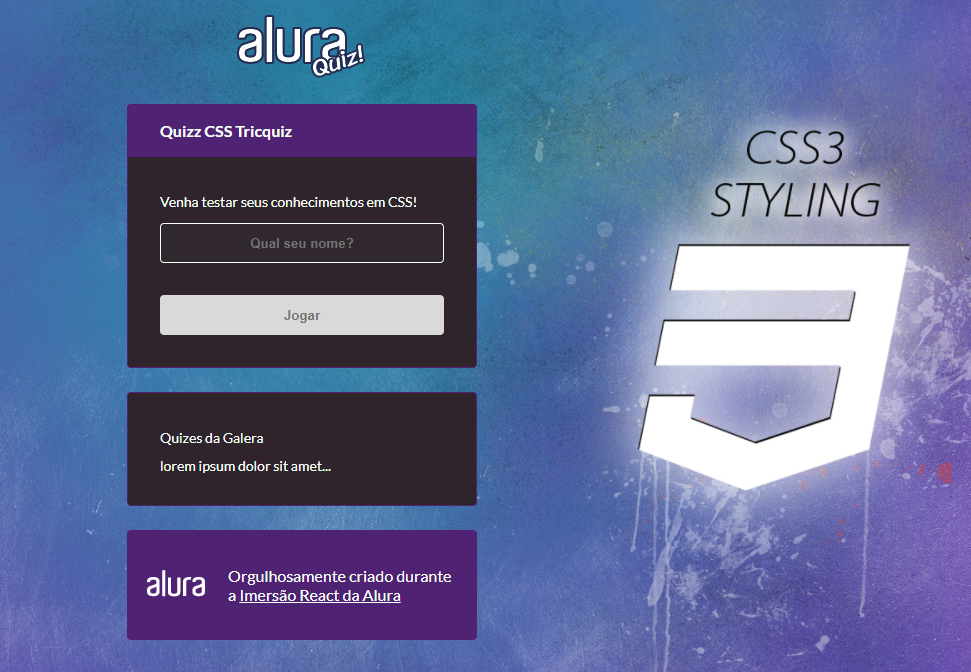 alura
Quiz!
Quizz CSS Tricquiz
Venha testar seus conhecimentos em CSS!
Qual seu nome?
Jogar
Quizes da Galera
lorem ipsum dolor sit amet...
alura
Orgulhosamente criado durante
a Imersão React da Alura
CSS3
STYLING